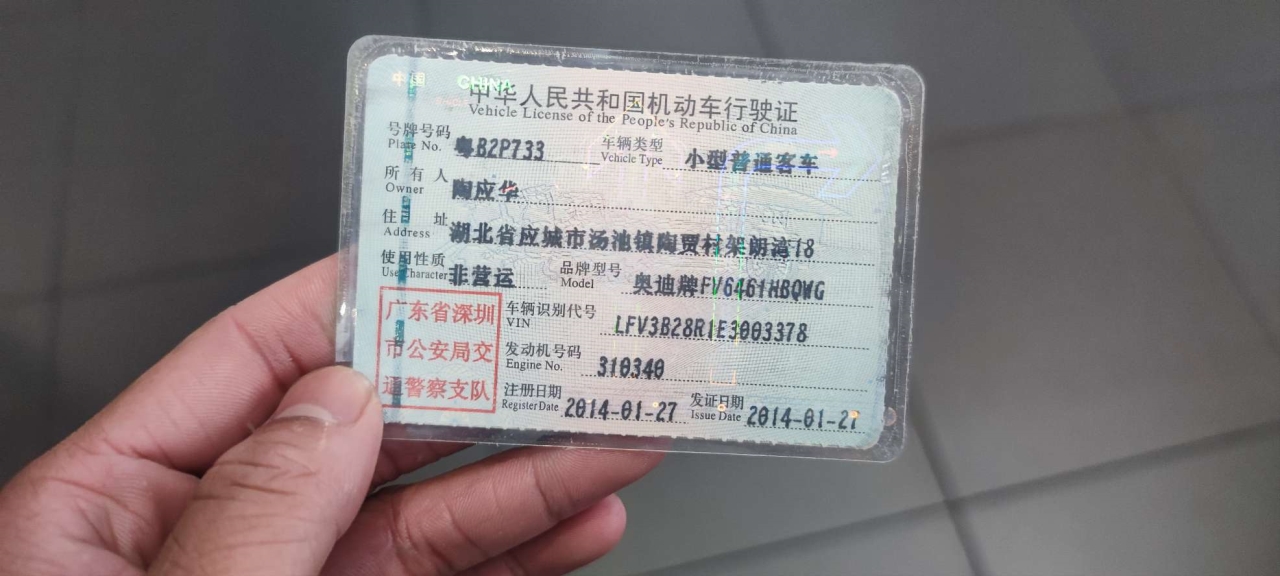 中国 CHINA
中华人民共和国机动车行驶证
Vehicle License of the People's Republic of China
号牌号码 粤B2P733 车辆类型 小型普通客车
Plate No. Vehicle Type
所有人 陶应华
Owner
住址 湖北省应城市汤池镇陶贾村架朗湾18
Address
使用性质 非营运 品牌型号 奥迪牌FV6461HBQWG
Use Character Model
广东省深圳
市公安局交
通警察支队
车辆识别代号 LFV3B28R1E3003378
VIN
发动机号码 310340
Engine No.
注册日期 2014-01-27 发证日期 2014-01-27
Register Date Issue Date